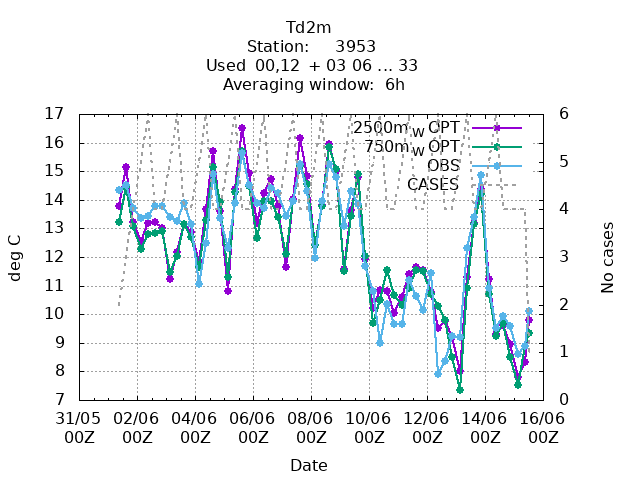 Td2m
Station: 3953
Used 00,12 + 03 06 ... 33
Averaging window: 6h
17
16
15
14
13
12
11
10
9
8
7
deg C
6
5
4
3
2
1
0
No cases
2500m_w OPT
750m_w OPT
OBS
CASES
31/05 02/06 04/06 06/06 08/06 10/06 12/06 14/06 16/06
00Z 00Z 00Z 00Z 00Z 00Z 00Z 00Z 00Z
Date